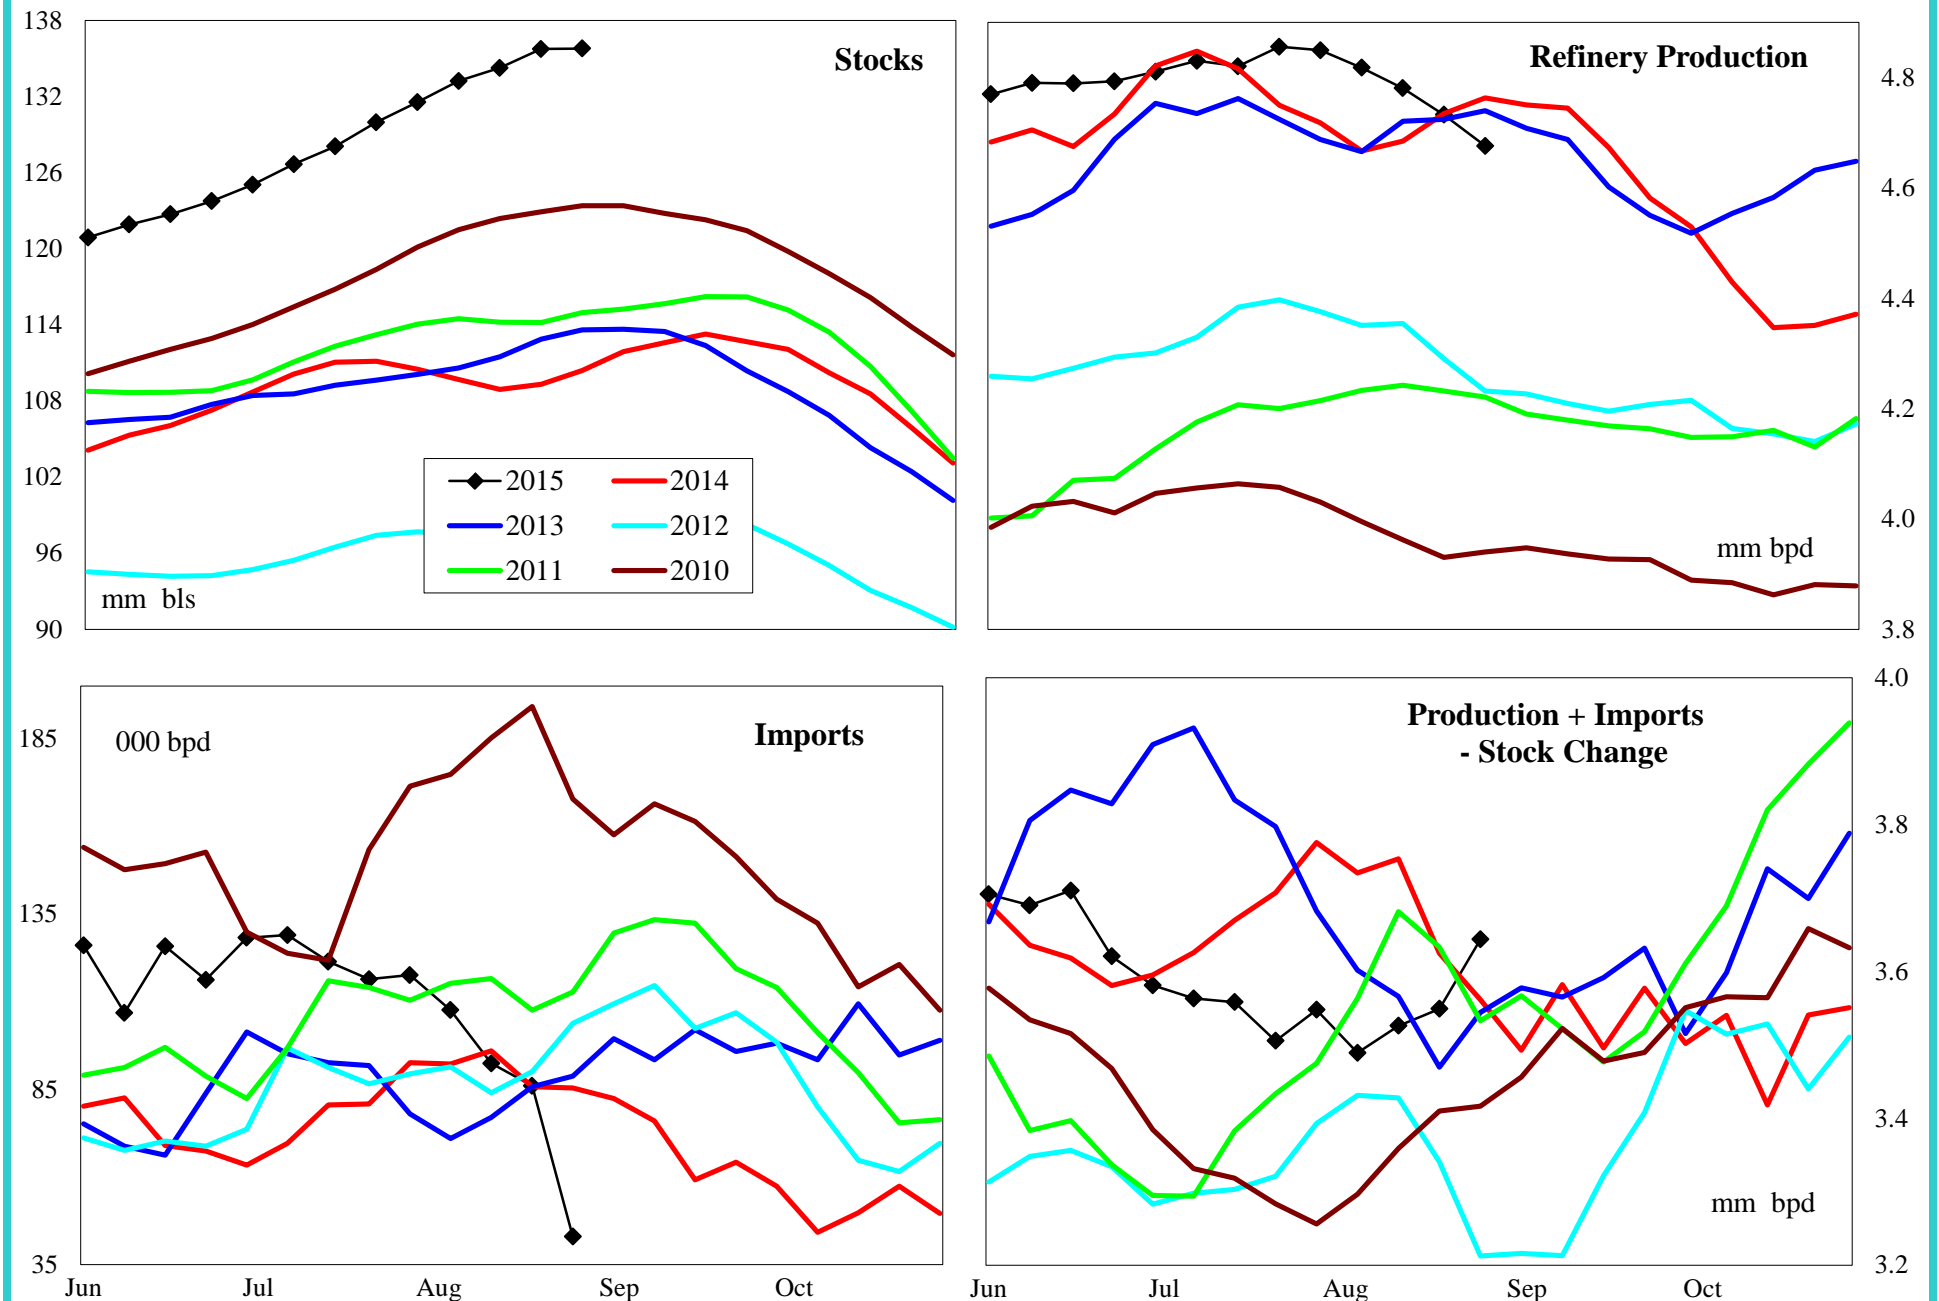 138
132
126
120
114
108
102
96
90
Stocks
2015
2014
2013
2012
2011
2010
mm bls
Refinery Production
mm bpd
4.8
4.6
4.4
4.2
4.0
3.8
185
135
85
35
000 bpd
Imports
Jun
Jul
Aug
Sep
Oct
Production + Imports
- Stock Change
mm bpd
4.0
3.8
3.6
3.4
3.2
Jun
Jul
Aug
Sep
Oct